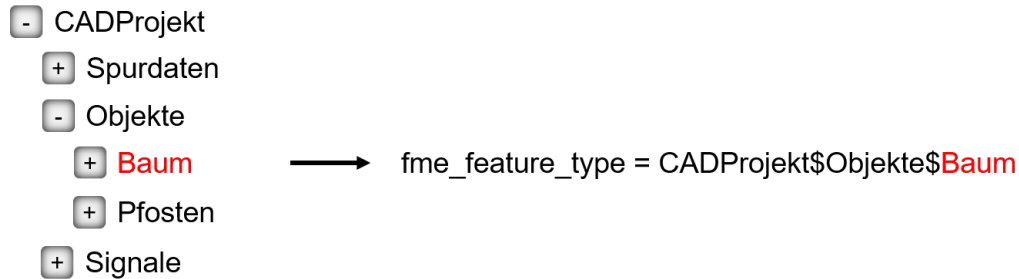 - CADProjekt
+ Spurdaten
- Objekte
+ Baum fme_feature_type = CADProjekt$Objekte$Baum
+ Pfosten
+ Signale